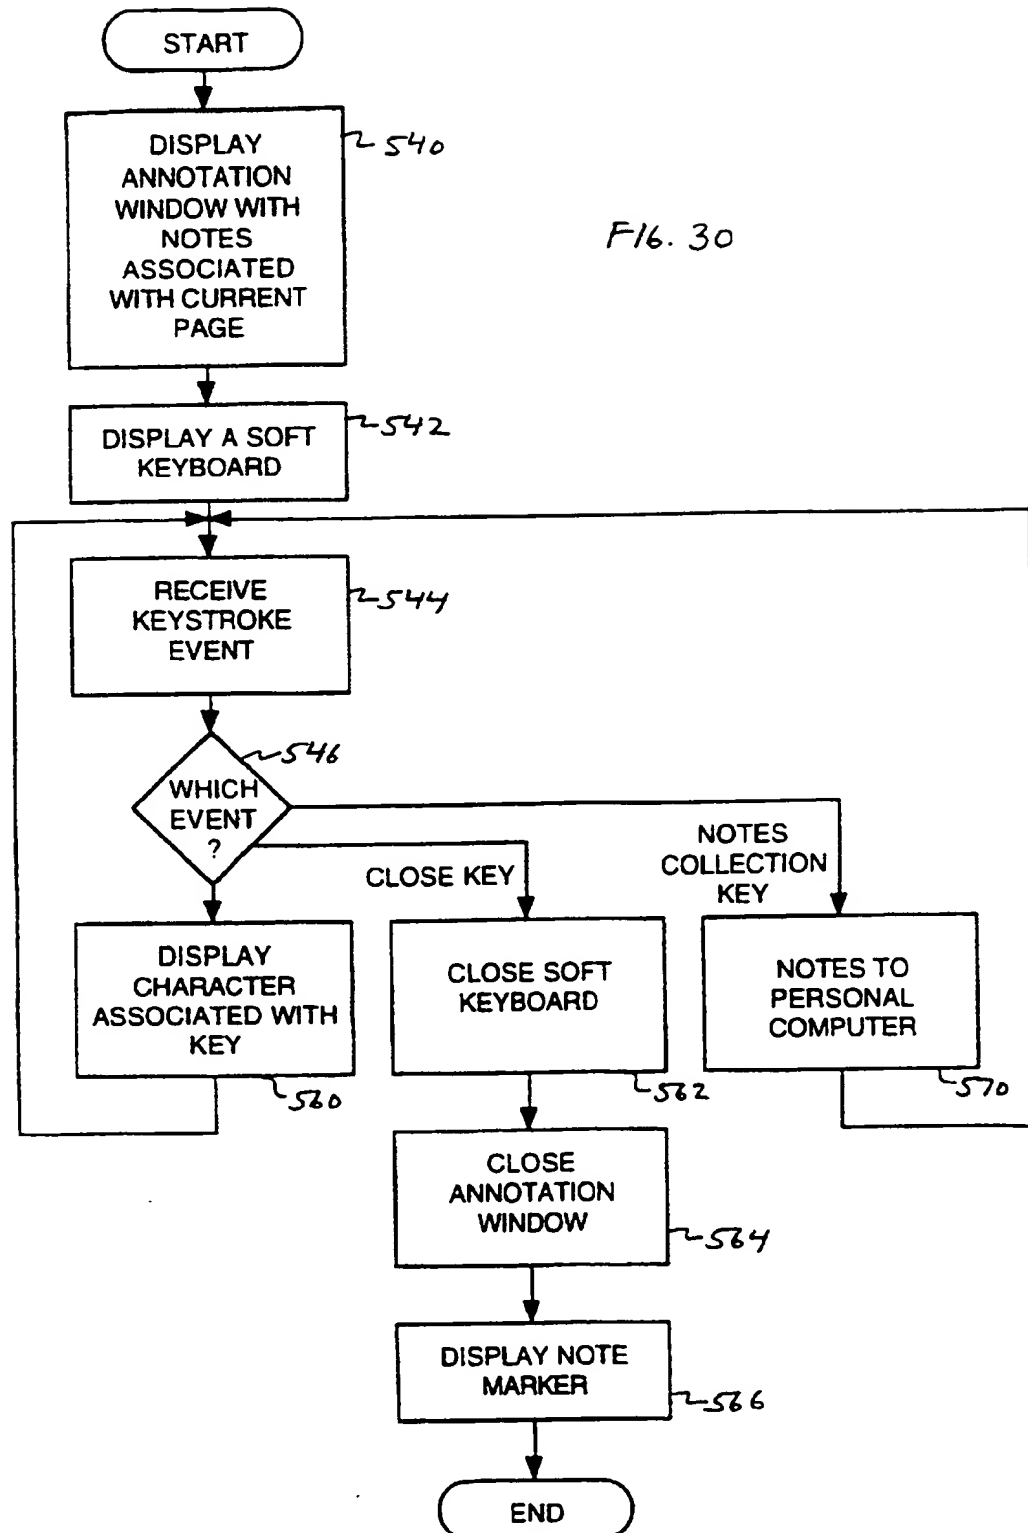 START
DISPLAY
ANNOTATION
WINDOW WITH
NOTES
ASSOCIATED
WITH CURRENT
PAGE
540
FIG. 30
DISPLAY A SOFT
KEYBOARD
542
RECEIVE
KEYSTROKE
EVENT
544
WHICH
EVENT
?
546
CLOSE KEY
NOTES
COLLECTION
KEY
DISPLAY
CHARACTER
ASSOCIATED WITH
KEY
560
CLOSE SOFT
KEYBOARD
562
NOTES TO
PERSONAL
COMPUTER
570
CLOSE
ANNOTATION
WINDOW
564
DISPLAY NOTE
MARKER
566
END